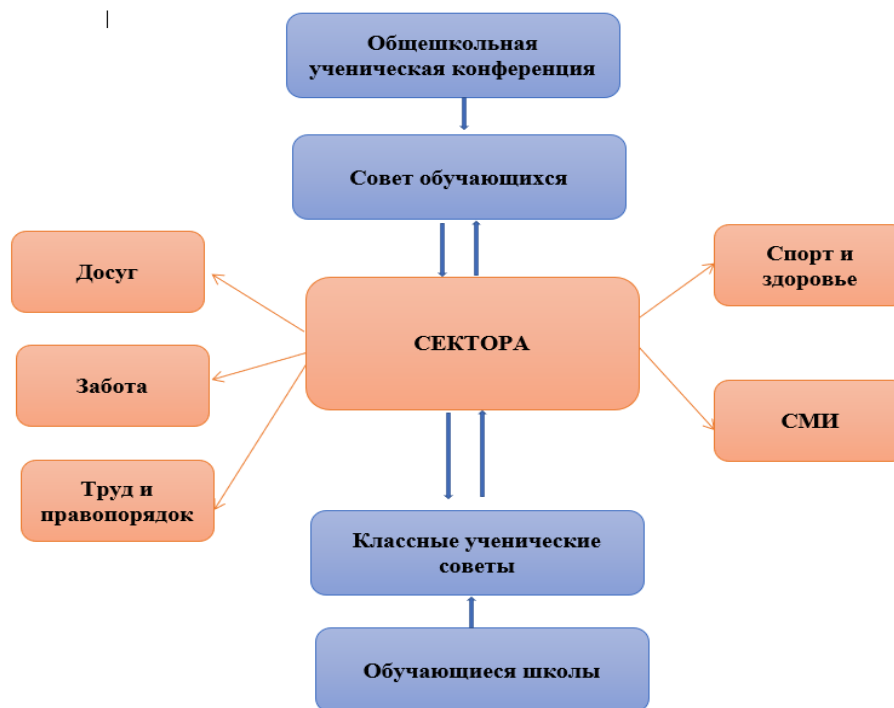 Общешкольная
ученическая конференция
Совет обучающихся
Досуг
Спорт и
здоровье
СЕКТОРА
Забота
СМИ
Труд и
правопорядок
Классные ученические
советы
Обучающиеся школы